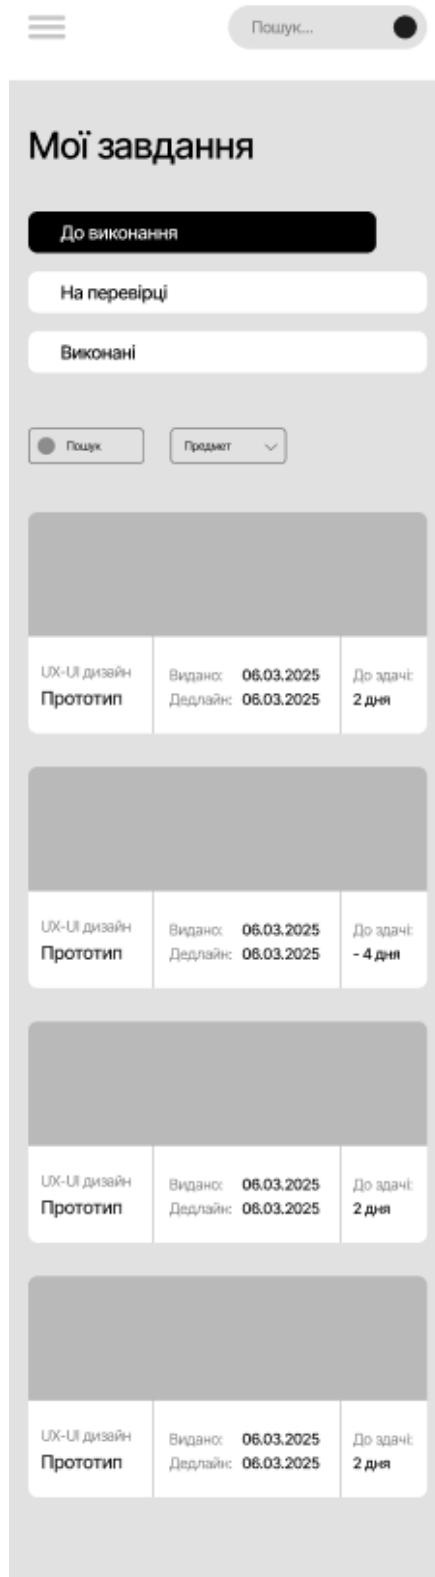 Пошук...
Мої завдання
До виконання
На перевірці
Виконані
Пошук
Предмет
UX-UI дизайн
Прототип
Видано: 06.03.2025
Дедлайн: 06.03.2025
До здачі:
2 дня
UX-UI дизайн
Прототип
Видано: 06.03.2025
Дедлайн: 06.03.2025
До здачі:
- 4 дня
UX-UI дизайн
Прототип
Видано: 06.03.2025
Дедлайн: 06.03.2025
До здачі:
2 дня
UX-UI дизайн
Прототип
Видано: 06.03.2025
Дедлайн: 06.03.2025
До здачі:
2 дня